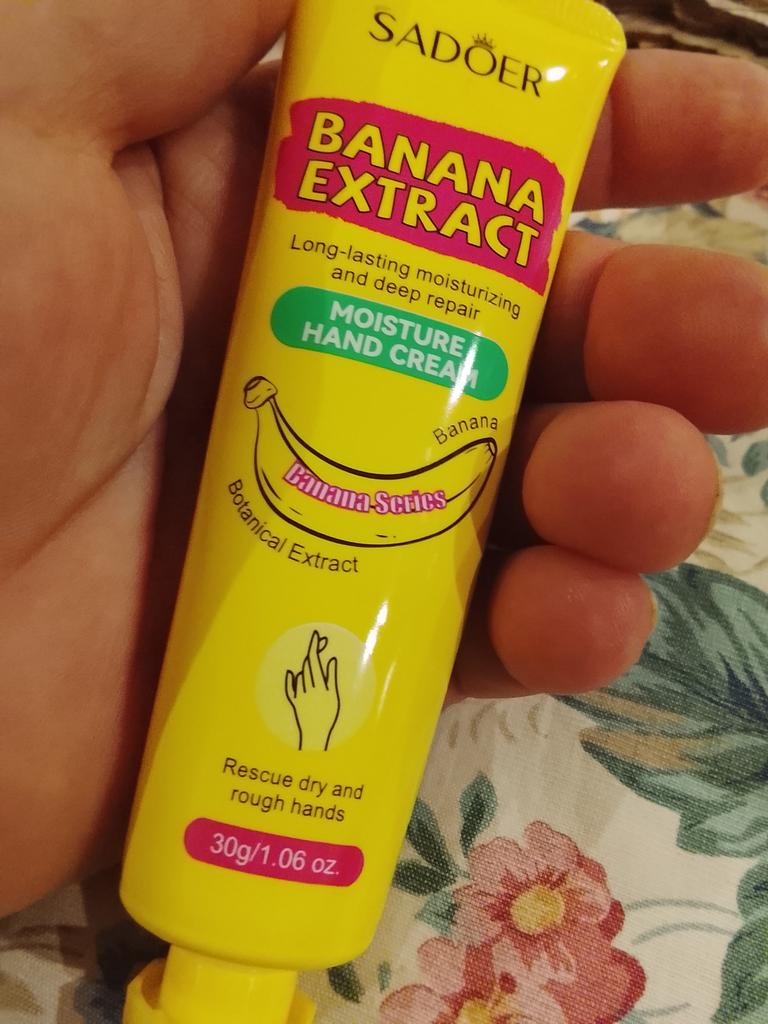 SADOER
BANANA
EXTRACT
Long-lasting moisturizing
and deep repair
MOISTURE
HAND CREAM
Banana
Banana Series
Botanical Extract
Rescue dry and
rough hands
30g/1.06 oz.